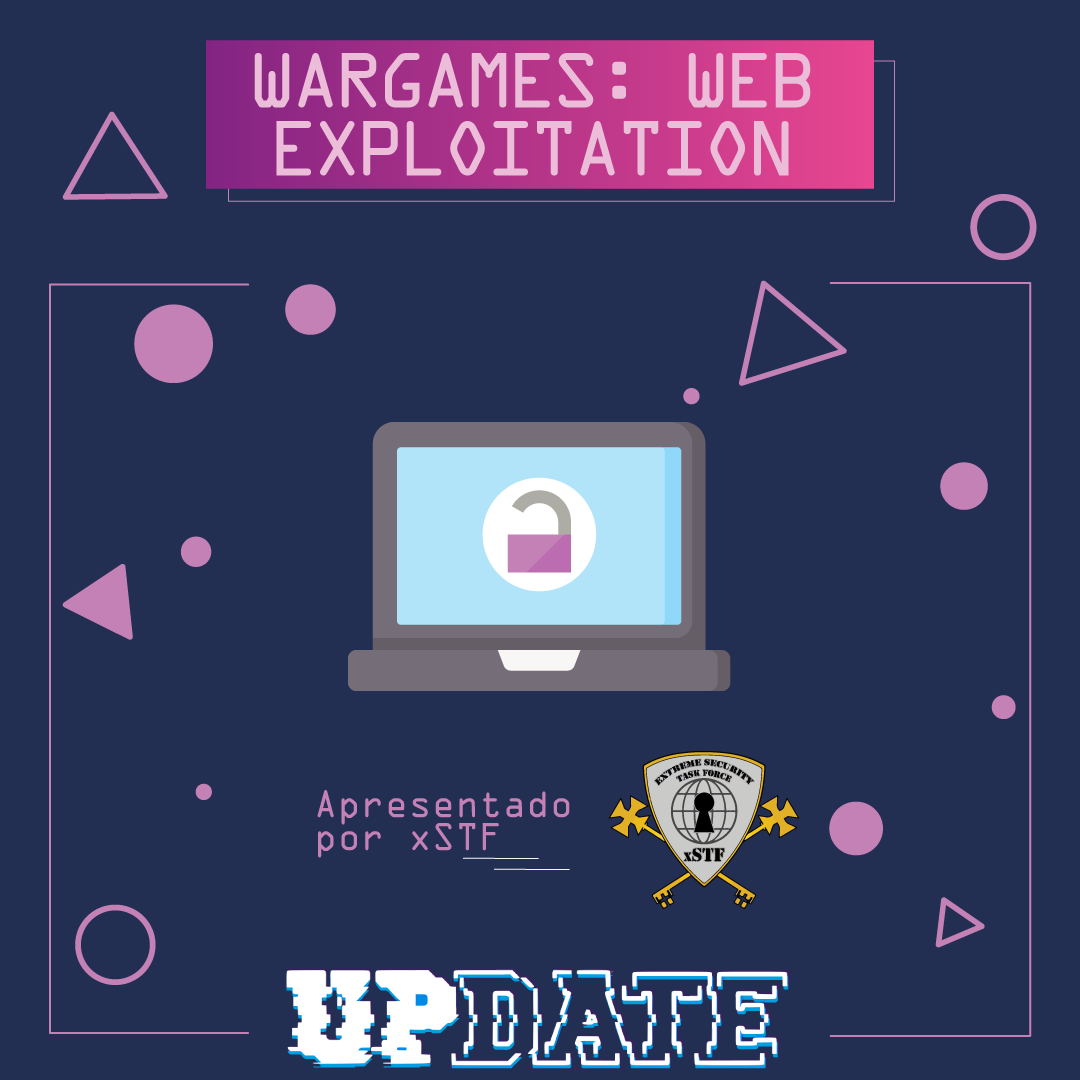 WARGAMES: WEB
EXPLOITATION
Apresentado
por xSTF
EXTREME SECURITY
TASK FORCE
xSTF
UPDATE